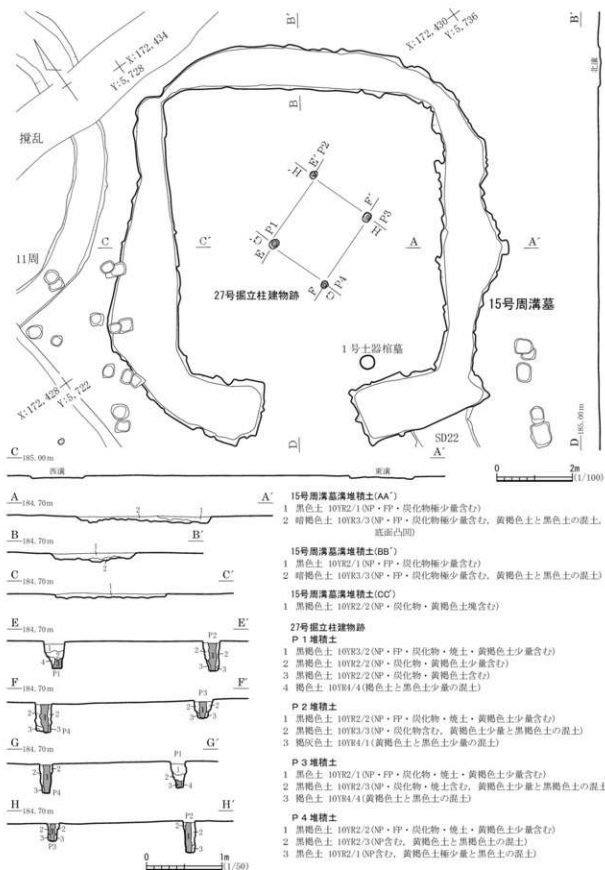 X:172,434
Y:5,728
X:172,430
Y:5,736
B'
B'
北溝
撹乱
B
E' P2
H'
F'
P3
H
C
C'
G'
P1
E
A
A'
11周
P4
F
G
27号掘立柱建物跡
15号周溝墓
1号土器棺墓
X:172,428
Y:5,722
D
SD22
D 185.00m
C
185.00m
A'
西溝
東溝
0 2m
(1/100)
A
184.70m
A'
2
1
B
184.70m
B'
1
2
C
184.70m
C'
1
E
184.70m
E'
P1
P2
F
184.70m
F'
P4
P3
G
184.70m
G'
P4
P1
H
184.70m
H'
P3
P2
0 1m
(1/50)
15号周溝墓溝堆積土(AA´)
1 黒色土 10YR2/1(NP・FP・炭化物極少量含む)
2 暗褐色土 10YR3/3(NP・FP・炭化物極少量含む, 黄褐色土と黒色土の混土,
底面凸凹)
15号周溝墓溝堆積土(BB´)
1 黒色土 10YR2/1(NP・FP・炭化物極少量含む)
2 暗褐色土 10YR3/3(NP・FP・炭化物極少量含む, 黄褐色土と黒色土の混土)
15号周溝墓溝堆積土(CC´)
1 黒褐色土 10YR2/2(NP・炭化物・黄褐色土塊含む)
27号掘立柱建物跡
P 1 堆積土
1 黒褐色土 10YR3/2(NP・FP・炭化物・焼土・黄褐色土少量含む)
2 黒褐色土 10YR2/2(NP・炭化物・黄褐色土少量含む)
3 黒褐色土 10YR2/2(NP・炭化物・黄褐色土含む)
4 褐色土 10YR4/4(褐色土と黒色土少量の混土)
P 2 堆積土
1 黒褐色土 10YR2/2(NP・FP・炭化物・焼土・黄褐色土少量含む)
2 黒褐色土 10YR3/3(NP・炭化物含む, 黄褐色土少量と黒褐色土の混土)
3 褐灰色土 10YR4/1(黄褐色土と黒色土少量の混土)
P 3 堆積土
1 黒色土 10YR2/1(NP・FP・炭化物・焼土・黄褐色土少量含む)
2 黒褐色土 10YR2/3(NP・炭化物・焼土含む, 黄褐色土少量と黒褐色土の混土)
3 褐色土 10YR4/4(黄褐色土と黒色土の混土)
P 4 堆積土
1 黒褐色土 10YR2/2(NP・FP・炭化物・焼土・黄褐色土少量含む)
2 黒褐色土 10YR2/3(NP含む, 黄褐色土と黒褐色土の混土)
3 黒色土 10YR2/1(NP含む, 黄褐色土極少量と黒色土の混土)